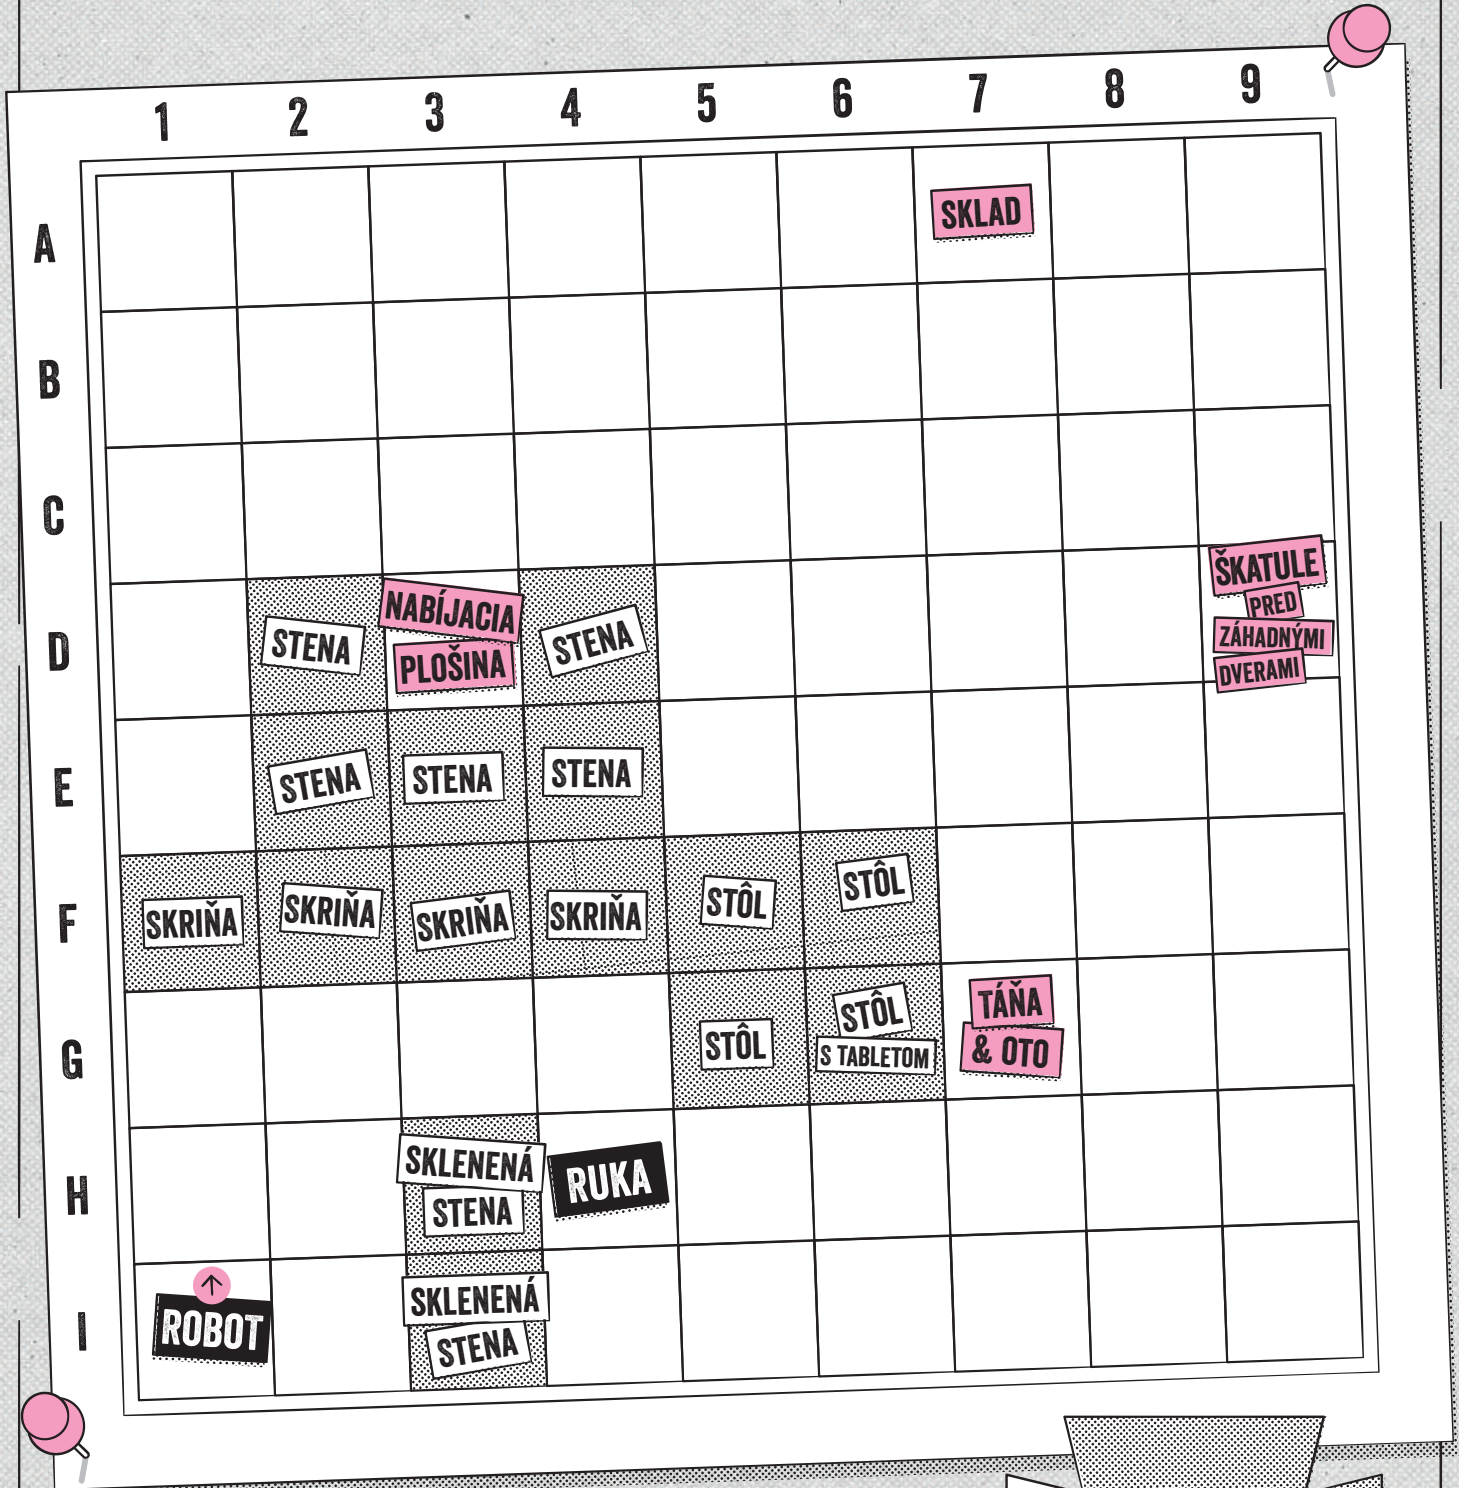 1 2 3 4 5 6 7 8 9
A
SKLAD
B
C
D
STENA
NABÍJACIA
PLOŠINA
STENA
ŠKATULE
PRED
ZÁHADNÝMI
DVERAMI
E
STENA
STENA
STENA
F
SKRIŇA
SKRIŇA
SKRIŇA
SKRIŇA
STÔL
STÔL
G
STÔL
STÔL
S TABLETOM
TÁŇA
& OTO
H
SKLENENÁ
STENA
RUKA
I
ROBOT
SKLENENÁ
STENA